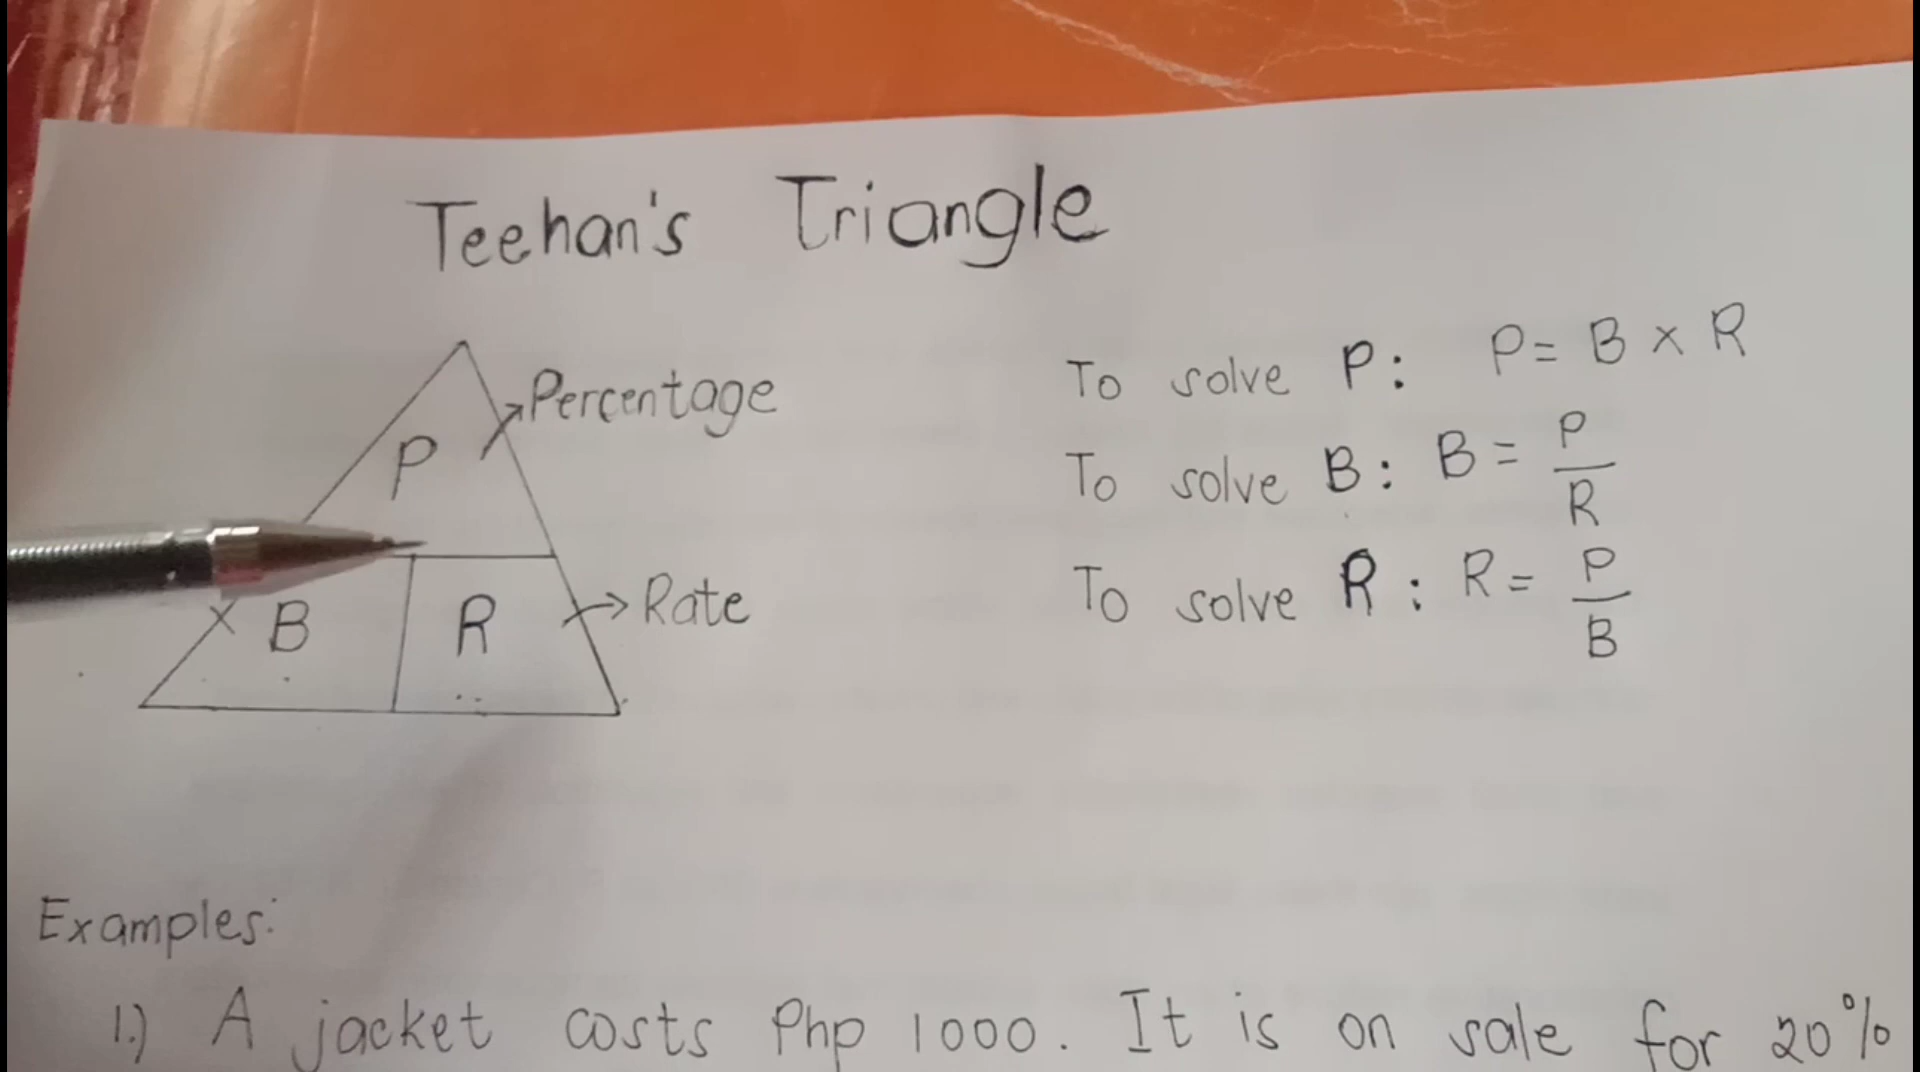 Teehan's Triangle
P
Percentage
x B
R
Rate
To solve P: P = B x R
To solve B: B = P
R
To solve R: R = P
B
Examples:
1.) A jacket costs Php 1000. It is on sale for 20%